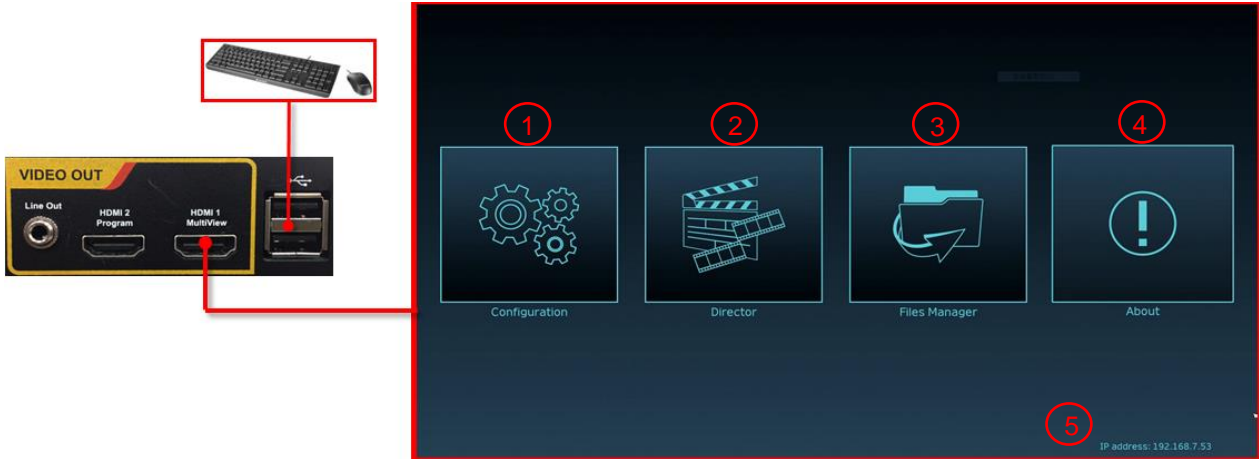 VIDEO OUT
Line Out
HDMI 2
Program
HDMI 1
MultiView
1
2
3
4
Configuration
Director
Files Manager
About
5
IP address: 192.168.7.53